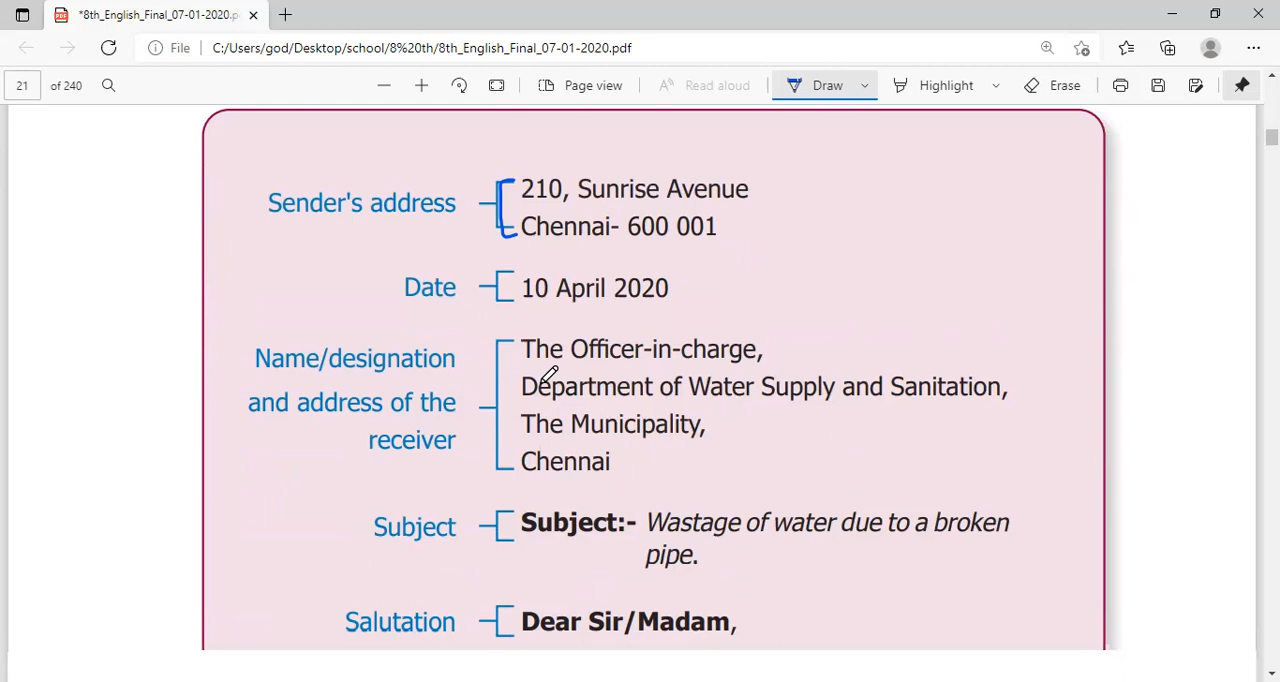 *8th_English_Final_07-01-2020.p
File C:/Users/god/Desktop/school/8%20th/8th_English_Final_07-01-2020.pdf
21 of 240 Page view Read aloud Draw Highlight Erase
Sender's address 210, Sunrise Avenue
Chennai- 600 001
Date 10 April 2020
Name/designation
and address of the
receiver
The Officer-in-charge,
Department of Water Supply and Sanitation,
The Municipality,
Chennai
Subject Subject:- Wastage of water due to a broken
pipe.
Salutation Dear Sir/Madam,